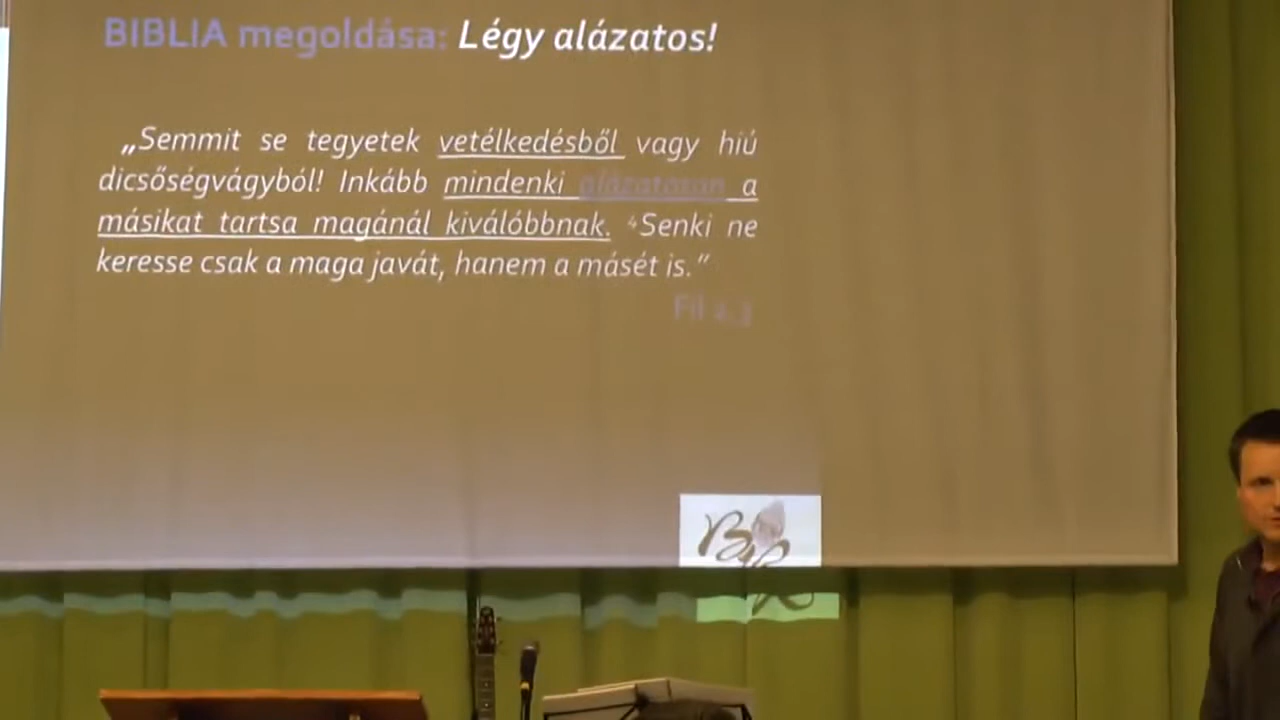 BIBLIA megoldása: Légy alázatos!
„Semmit se tegyetek vetélkedésből vagy hiú
dicsőségvágyból! Inkább mindenki alázatosan a
másikat tartsa magánál kiválóbbnak. ⁴Senki ne
keresse csak a maga javát, hanem a másét is.”
Fil